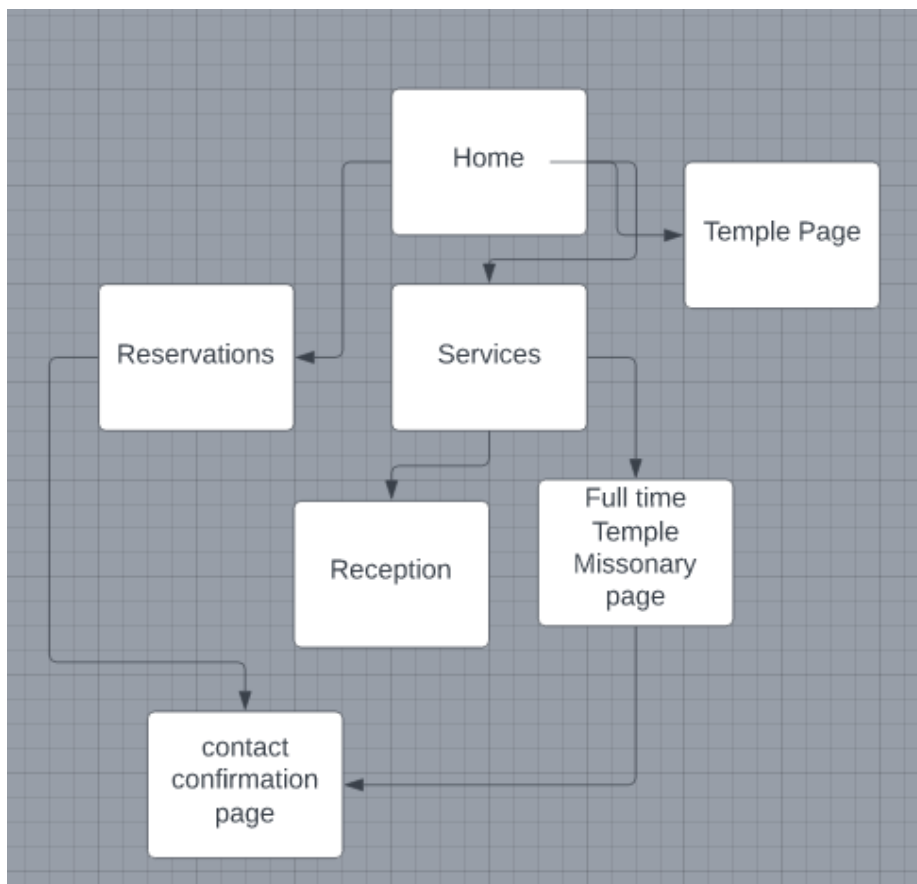 Home
Temple Page
Reservations
Services
Full time
Temple
Missonary
page
Reception
contact
confirmation
page